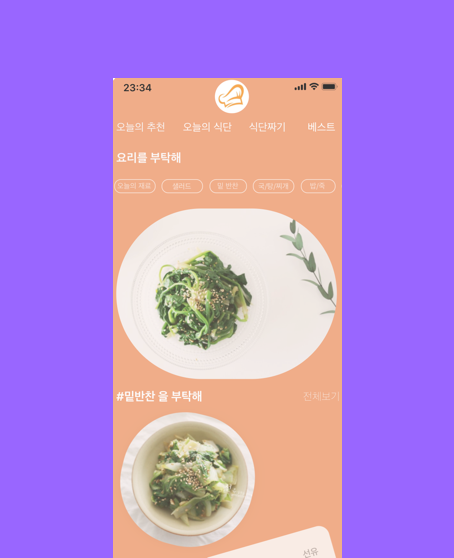 23:34
오늘의 추천 오늘의 식단 식단짜기 베스트
요리를 부탁해
오늘의 재료 샐러드 밑 반찬 국/탕/찌개 밥/죽
#밑반찬 을 부탁해 전체보기
선유